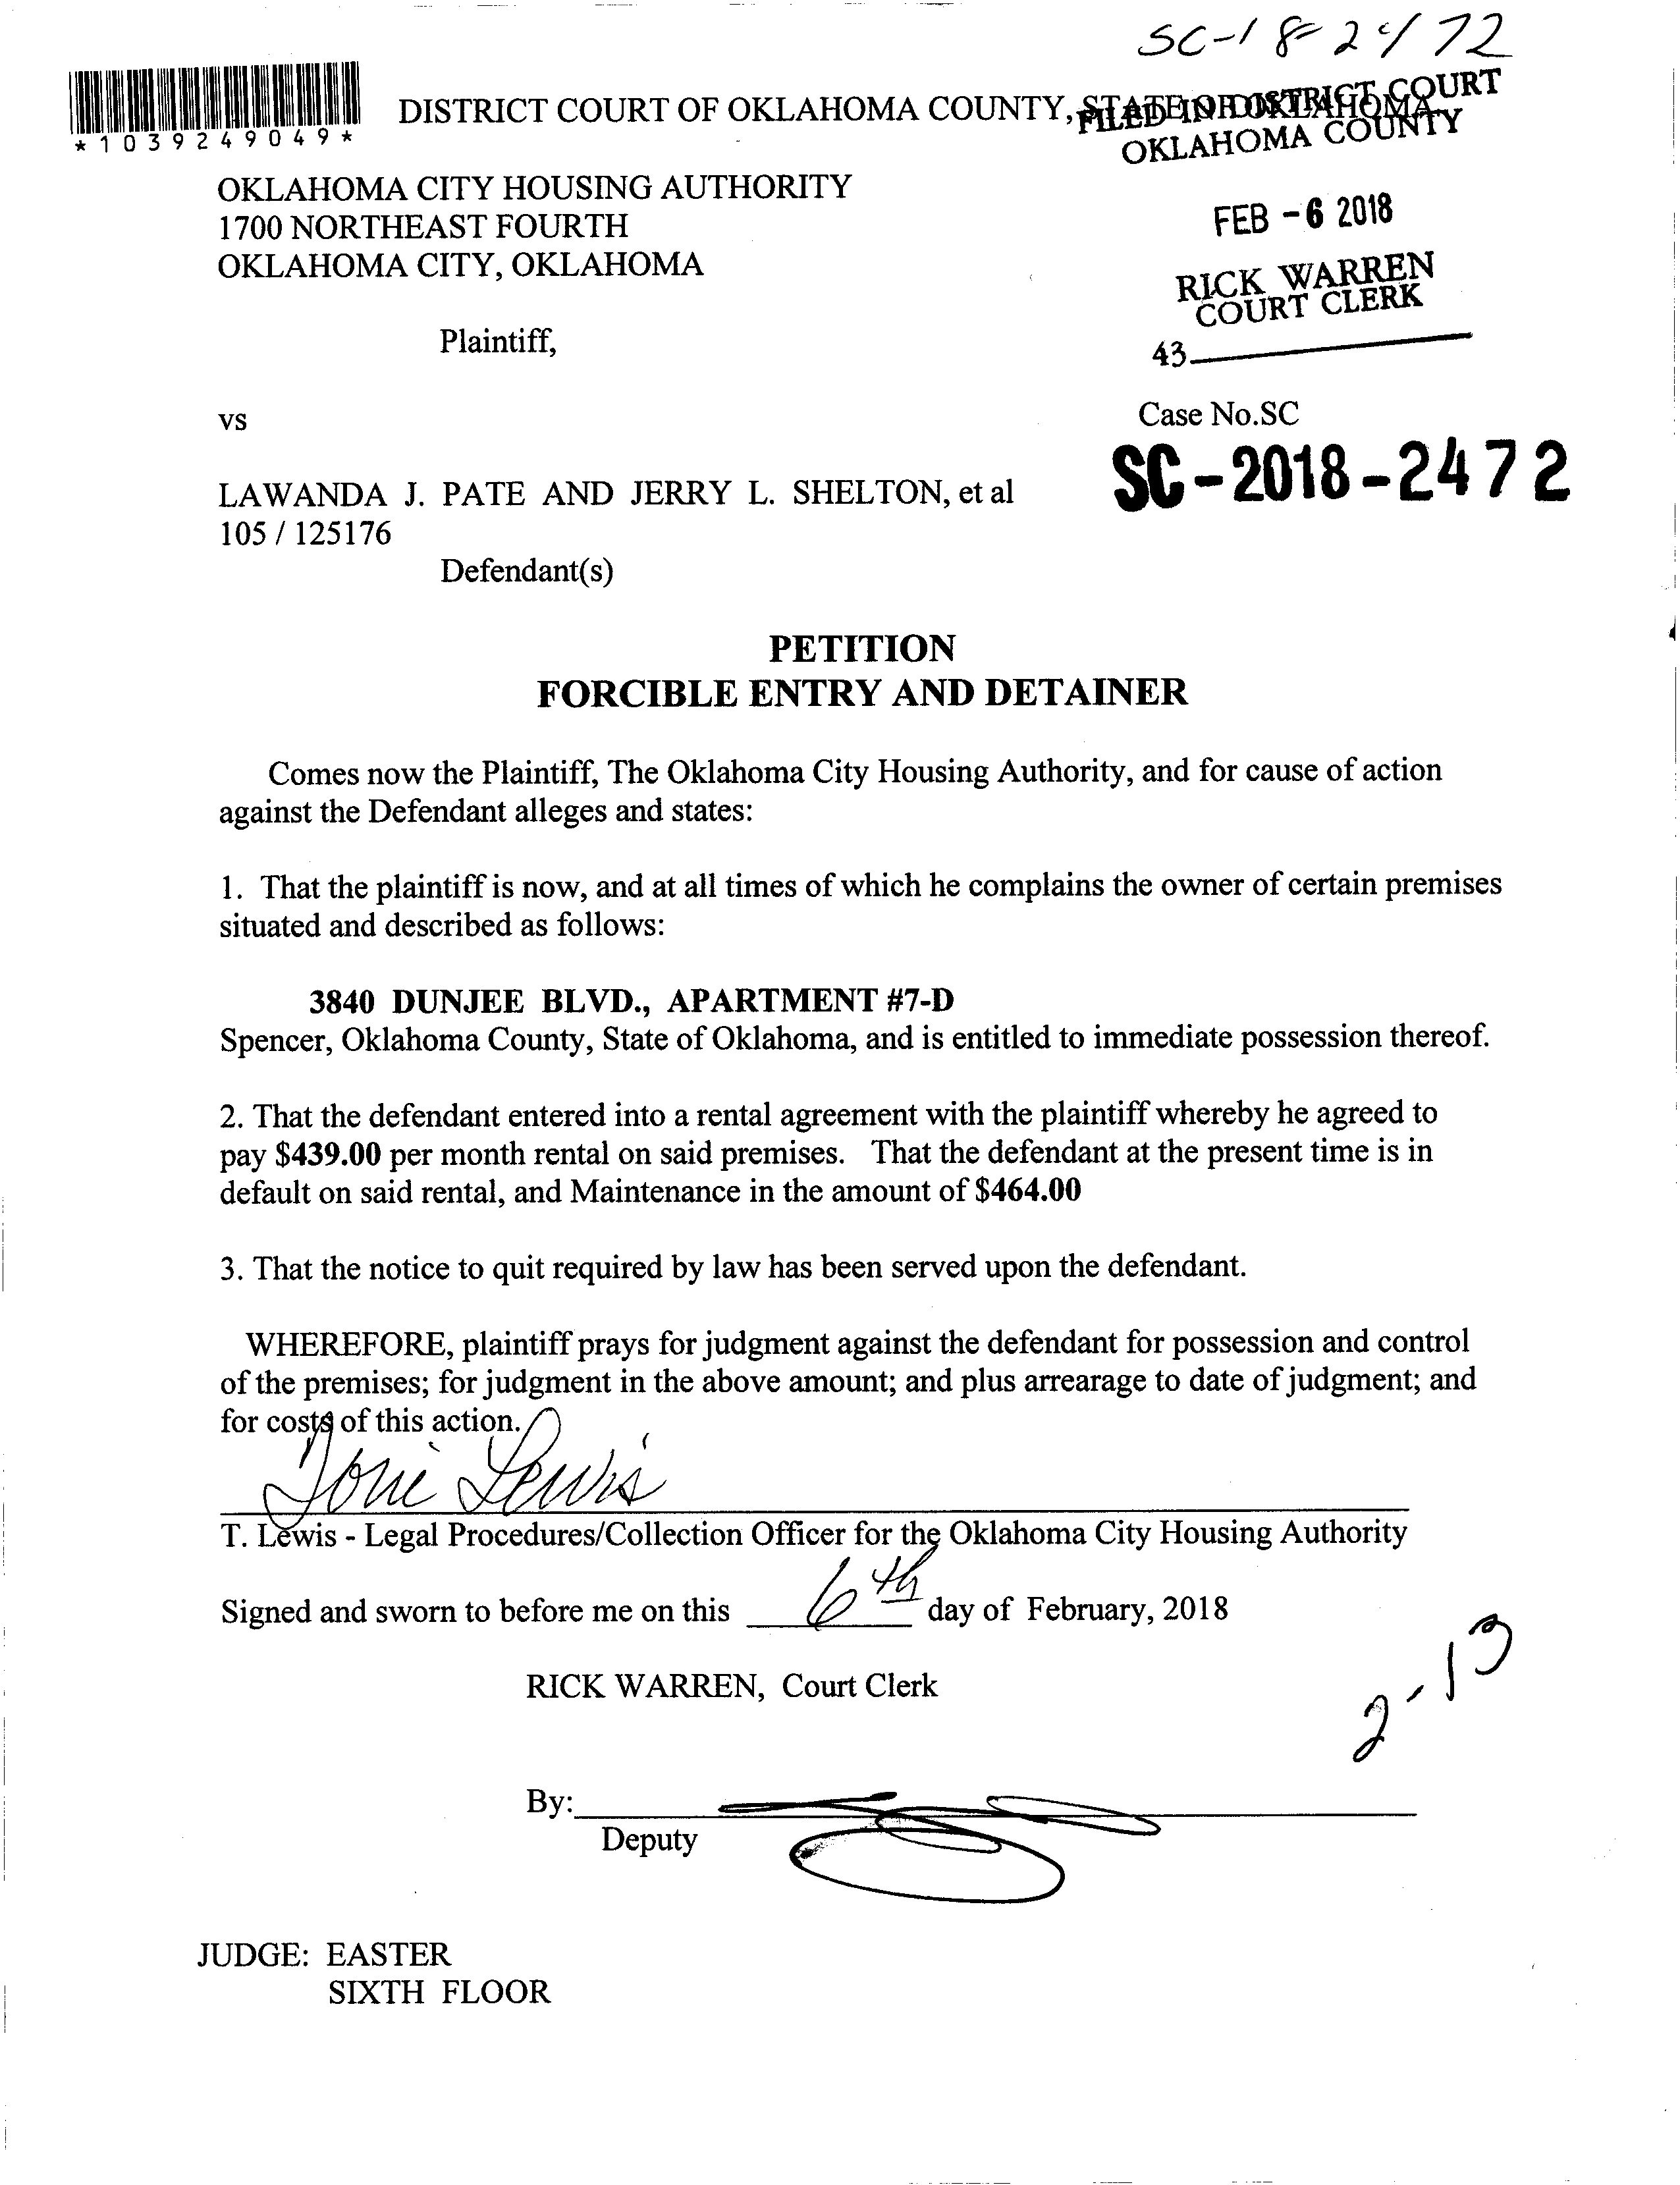 SC-18-2472
*1039249049*
DISTRICT COURT OF OKLAHOMA COUNTY, STATE OF OKLAHOMA
FILED IN DISTRICT COURT
OKLAHOMA COUNTY
OKLAHOMA CITY HOUSING AUTHORITY
1700 NORTHEAST FOURTH
OKLAHOMA CITY, OKLAHOMA
FEB -6 2018
RICK WARREN
COURT CLERK
43
Plaintiff,
vs
Case No.SC
SC-2018-2472
LAWANDA J. PATE AND JERRY L. SHELTON, et al
105 / 125176
Defendant(s)
PETITION
FORCIBLE ENTRY AND DETAINER
Comes now the Plaintiff, The Oklahoma City Housing Authority, and for cause of action
against the Defendant alleges and states:
1. That the plaintiff is now, and at all times of which he complains the owner of certain premises
situated and described as follows:
3840 DUNJEE BLVD., APARTMENT #7-D
Spencer, Oklahoma County, State of Oklahoma, and is entitled to immediate possession thereof.
2. That the defendant entered into a rental agreement with the plaintiff whereby he agreed to
pay $439.00 per month rental on said premises. That the defendant at the present time is in
default on said rental, and Maintenance in the amount of $464.00
3. That the notice to quit required by law has been served upon the defendant.
WHEREFORE, plaintiff prays for judgment against the defendant for possession and control
of the premises; for judgment in the above amount; and plus arrearage to date of judgment; and
for costs of this action.
Toni Lewis
T. Lewis - Legal Procedures/Collection Officer for the Oklahoma City Housing Authority
Signed and sworn to before me on this 6th day of February, 2018
RICK WARREN, Court Clerk
2-13
By:
Deputy
JUDGE: EASTER
SIXTH FLOOR